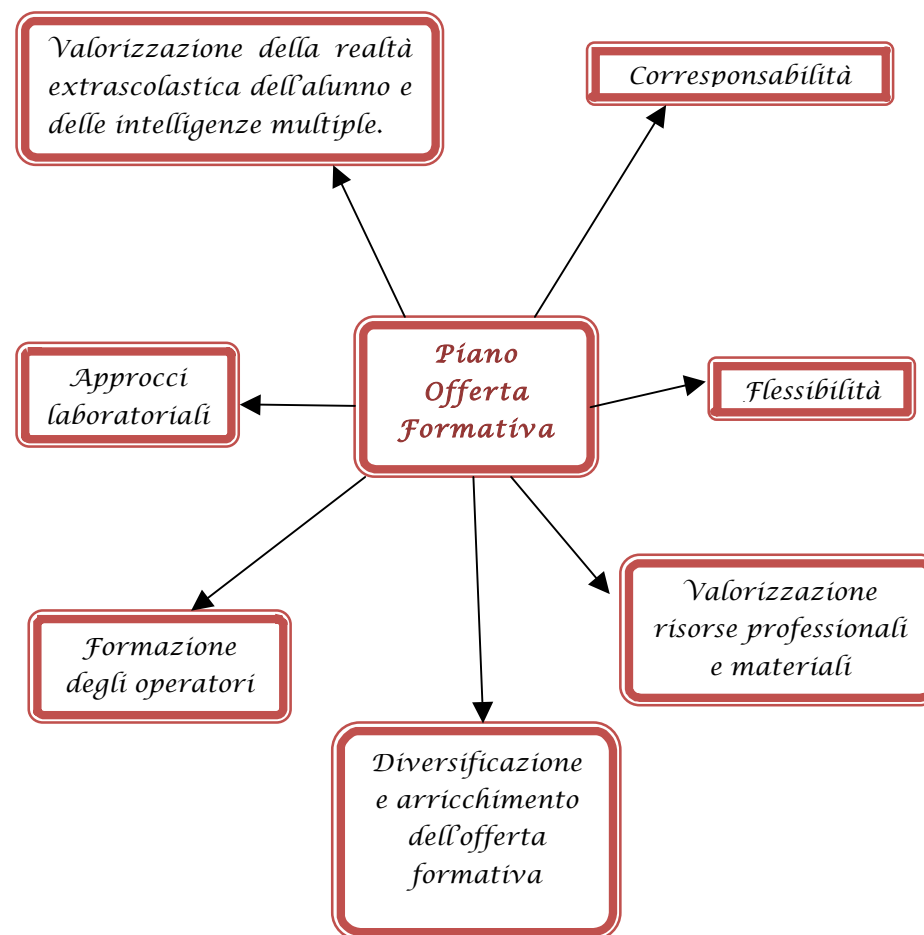 Valorizzazione della realtà
extrascolastica dell'alunno e
delle intelligenze multiple.
Corresponsabilità
Piano
Offerta
Formativa
Approcci
laboratoriali
Flessibilità
Valorizzazione
risorse professionali
e materiali
Formazione
degli operatori
Diversificazione
e arricchimento
dell'offerta
formativa